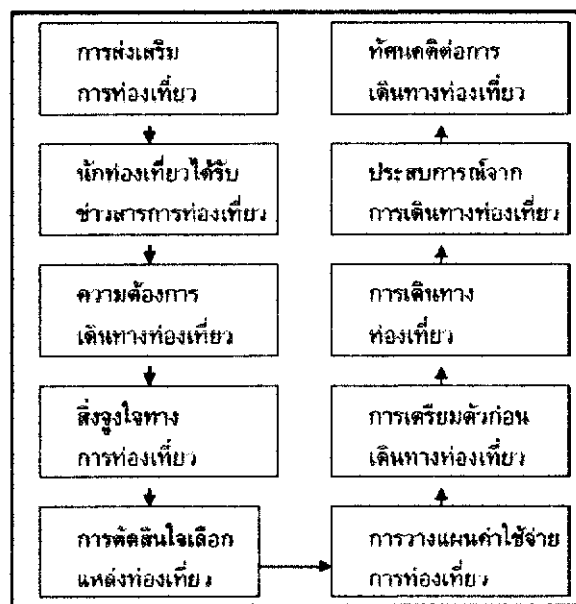 การส่งเสริม
การท่องเที่ยว
นักท่องเที่ยวได้รับ
ข่าวสารการท่องเที่ยว
ความต้องการ
เดินทางท่องเที่ยว
สิ่งจูงใจทาง
การท่องเที่ยว
การตัดสินใจเลือก
แหล่งท่องเที่ยว
การวางแผนค่าใช้จ่าย
การท่องเที่ยว
การเตรียมตัวก่อน
เดินทางท่องเที่ยว
การเดินทาง
ท่องเที่ยว
ประสบการณ์จาก
การเดินทางท่องเที่ยว
ทัศนคติต่อการ
เดินทางท่องเที่ยว